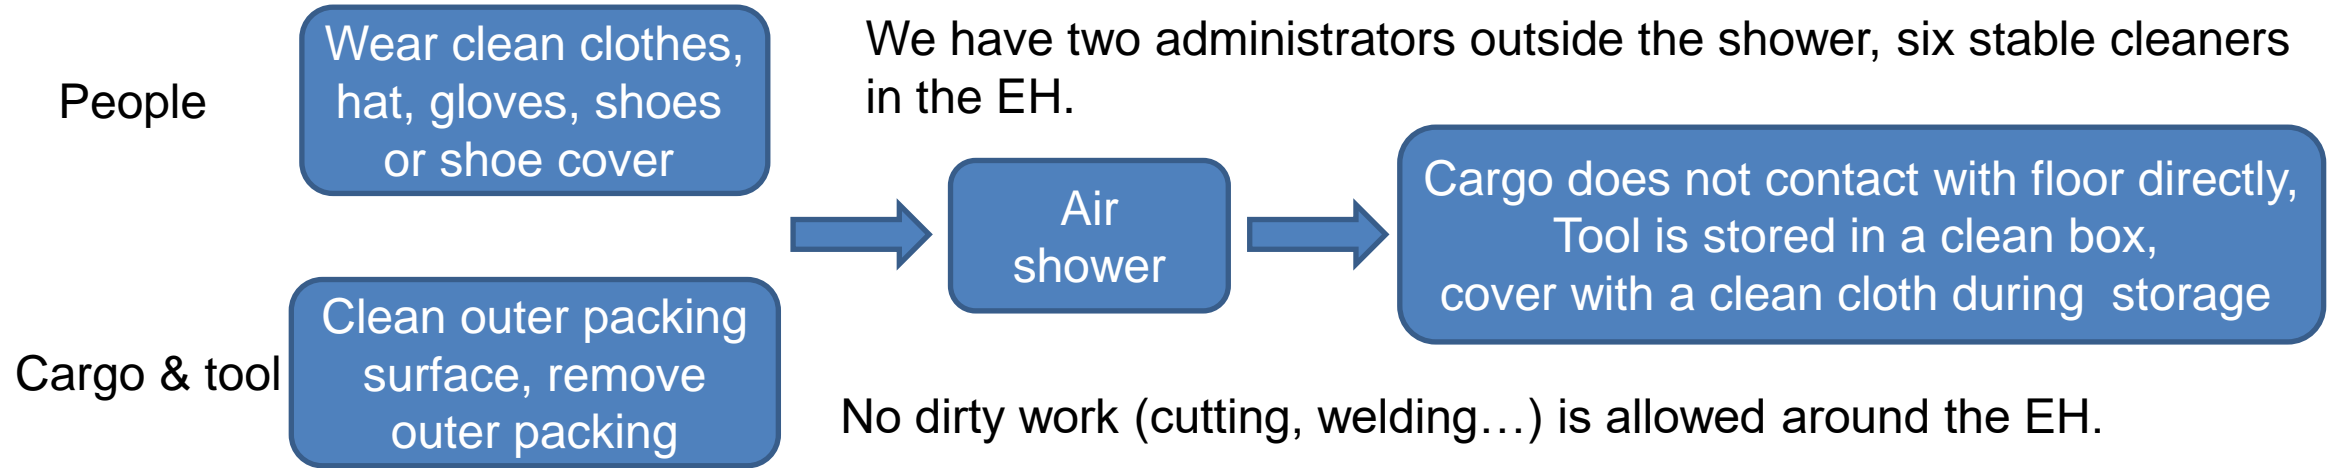 People
Wear clean clothes,
hat, gloves, shoes
or shoe cover
We have two administrators outside the shower, six stable cleaners
in the EH.
Cargo & tool
Clean outer packing
surface, remove
outer packing
Air
shower
Cargo does not contact with floor directly,
Tool is stored in a clean box,
cover with a clean cloth during  storage
No dirty work (cutting, welding…) is allowed around the EH.